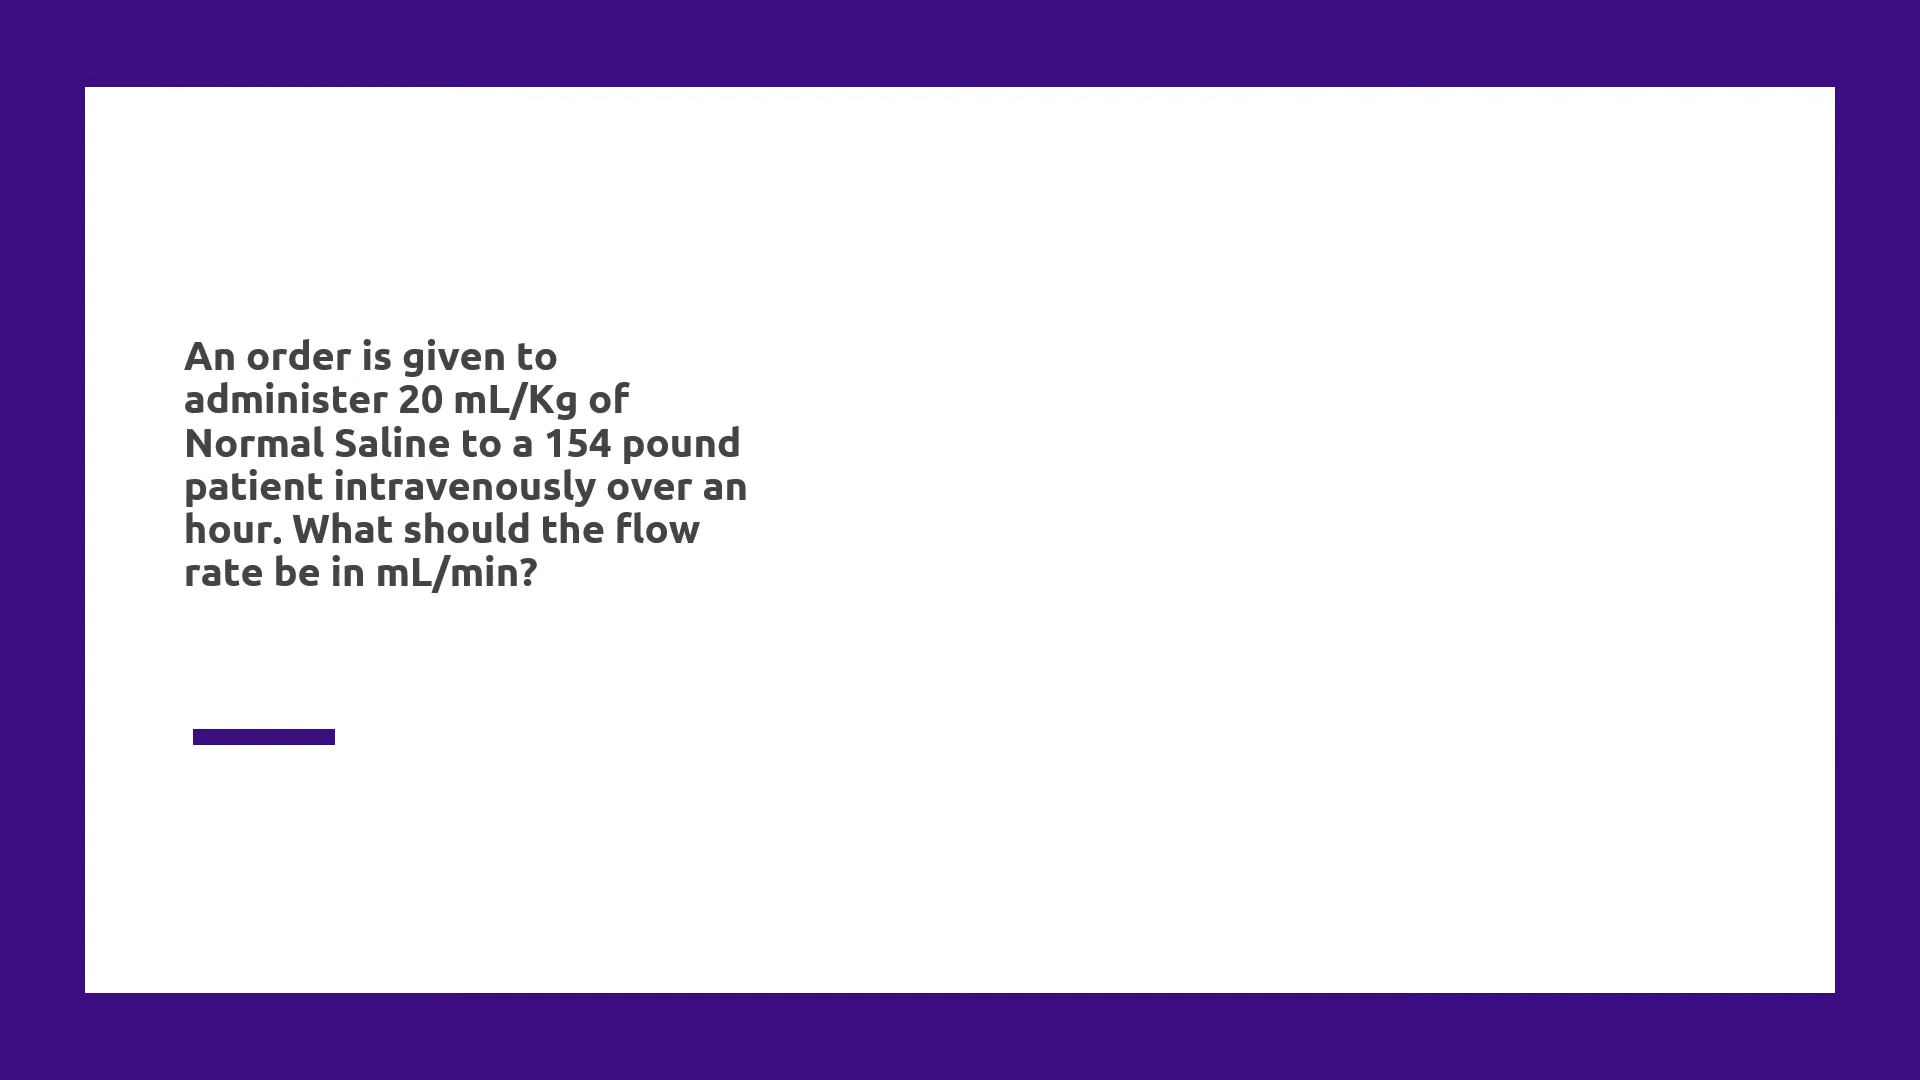 An order is given to
administer 20 mL/Kg of
Normal Saline to a 154 pound
patient intravenously over an
hour. What should the flow
rate be in mL/min?